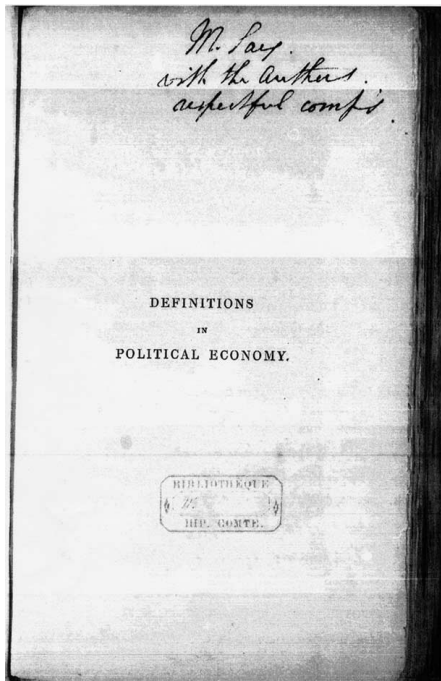 M. Say.
with the Authors.
respectful comps.
DEFINITIONS
IN
POLITICAL ECONOMY.
BIBLIOTHÈQUE
HIP. COMTE.